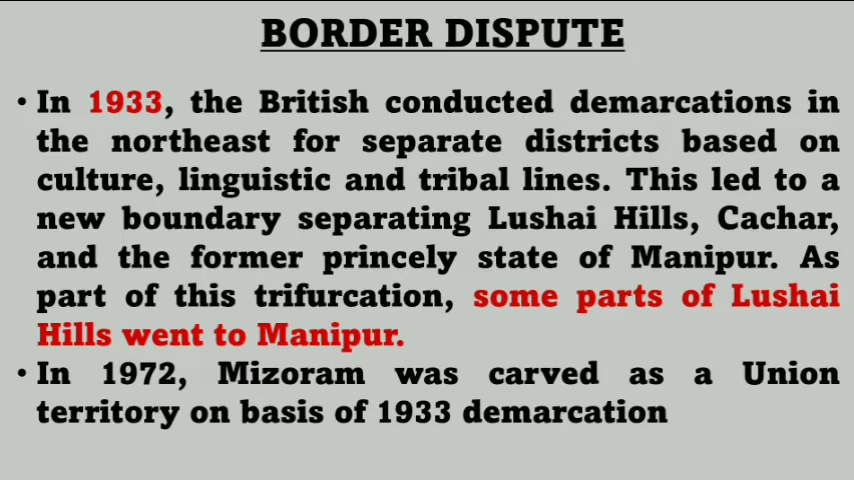 BORDER DISPUTE
• In 1933, the British conducted demarcations in
the northeast for separate districts based on
culture, linguistic and tribal lines. This led to a
new boundary separating Lushai Hills, Cachar,
and the former princely state of Manipur. As
part of this trifurcation, some parts of Lushai
Hills went to Manipur.
• In 1972, Mizoram was carved as a Union
territory on basis of 1933 demarcation